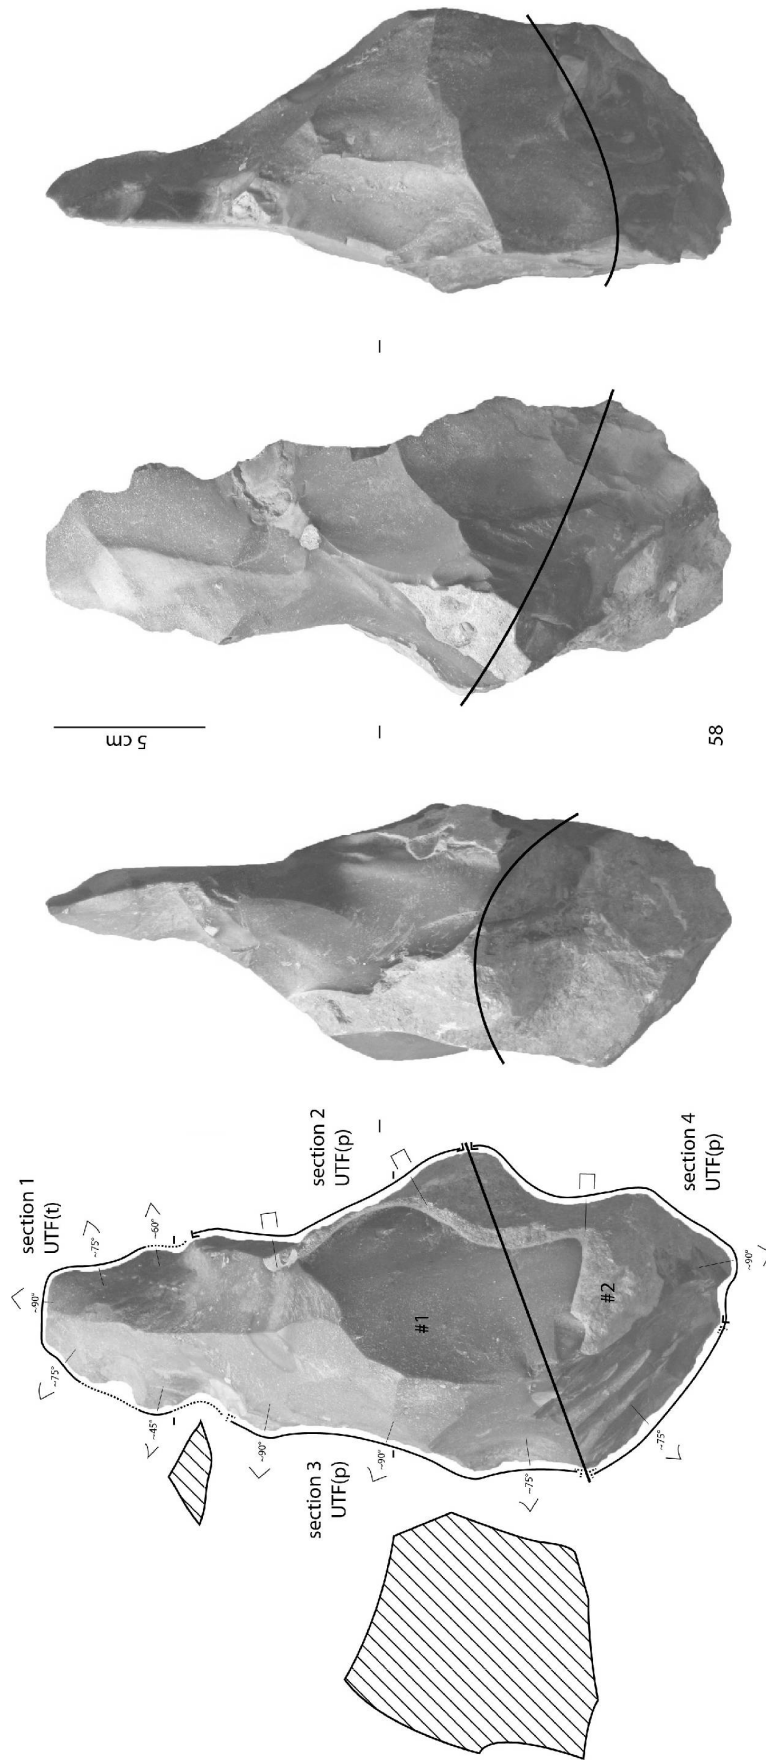 5 cm
58
section 1
UTF(t)
section 2
UTF(p)
section 3
UTF(p)
section 4
UTF(p)
#1
#2
~90°
~75°
~60°
~75°
~45°
~90°
~90°
~75°
~75°
~90°